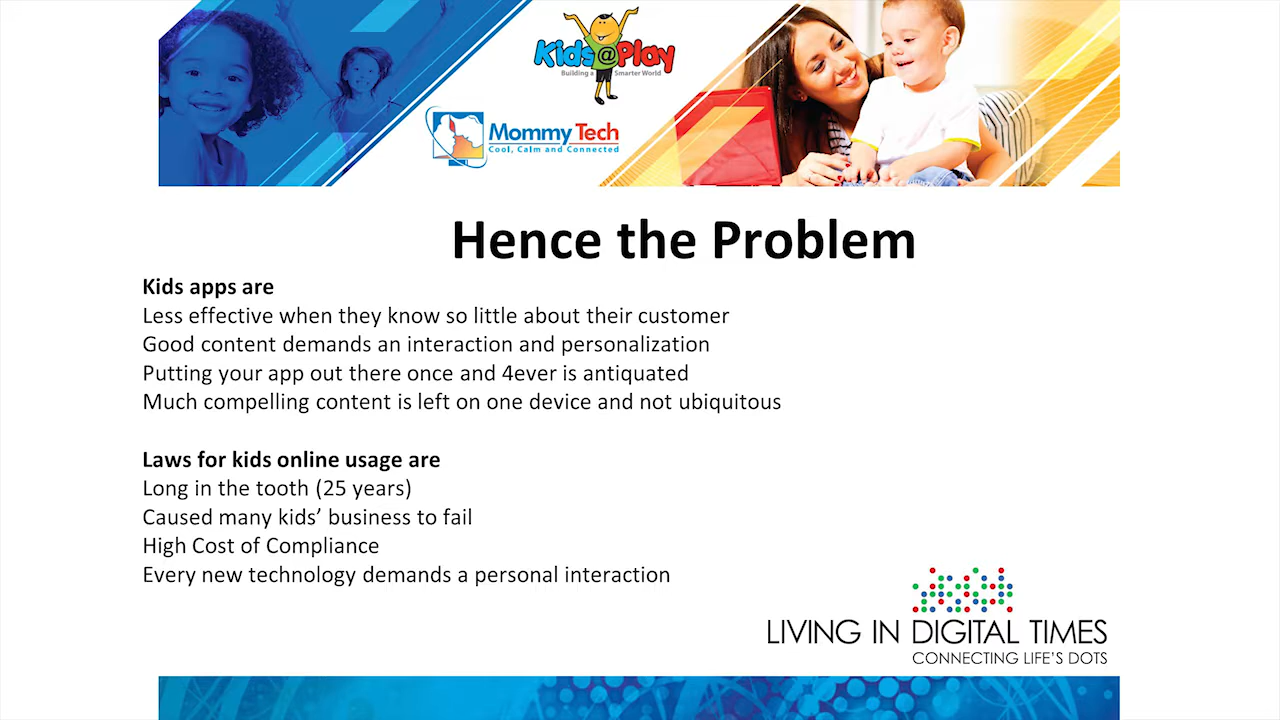 Kids@Play
Building a Smarter World
Mommy Tech
Cool, Calm and Connected
Hence the Problem
Kids apps are
Less effective when they know so little about their customer
Good content demands an interaction and personalization
Putting your app out there once and 4ever is antiquated
Much compelling content is left on one device and not ubiquitous
Laws for kids online usage are
Long in the tooth (25 years)
Caused many kids’ business to fail
High Cost of Compliance
Every new technology demands a personal interaction
LIVING IN DIGITAL TIMES
CONNECTING LIFE’S DOTS